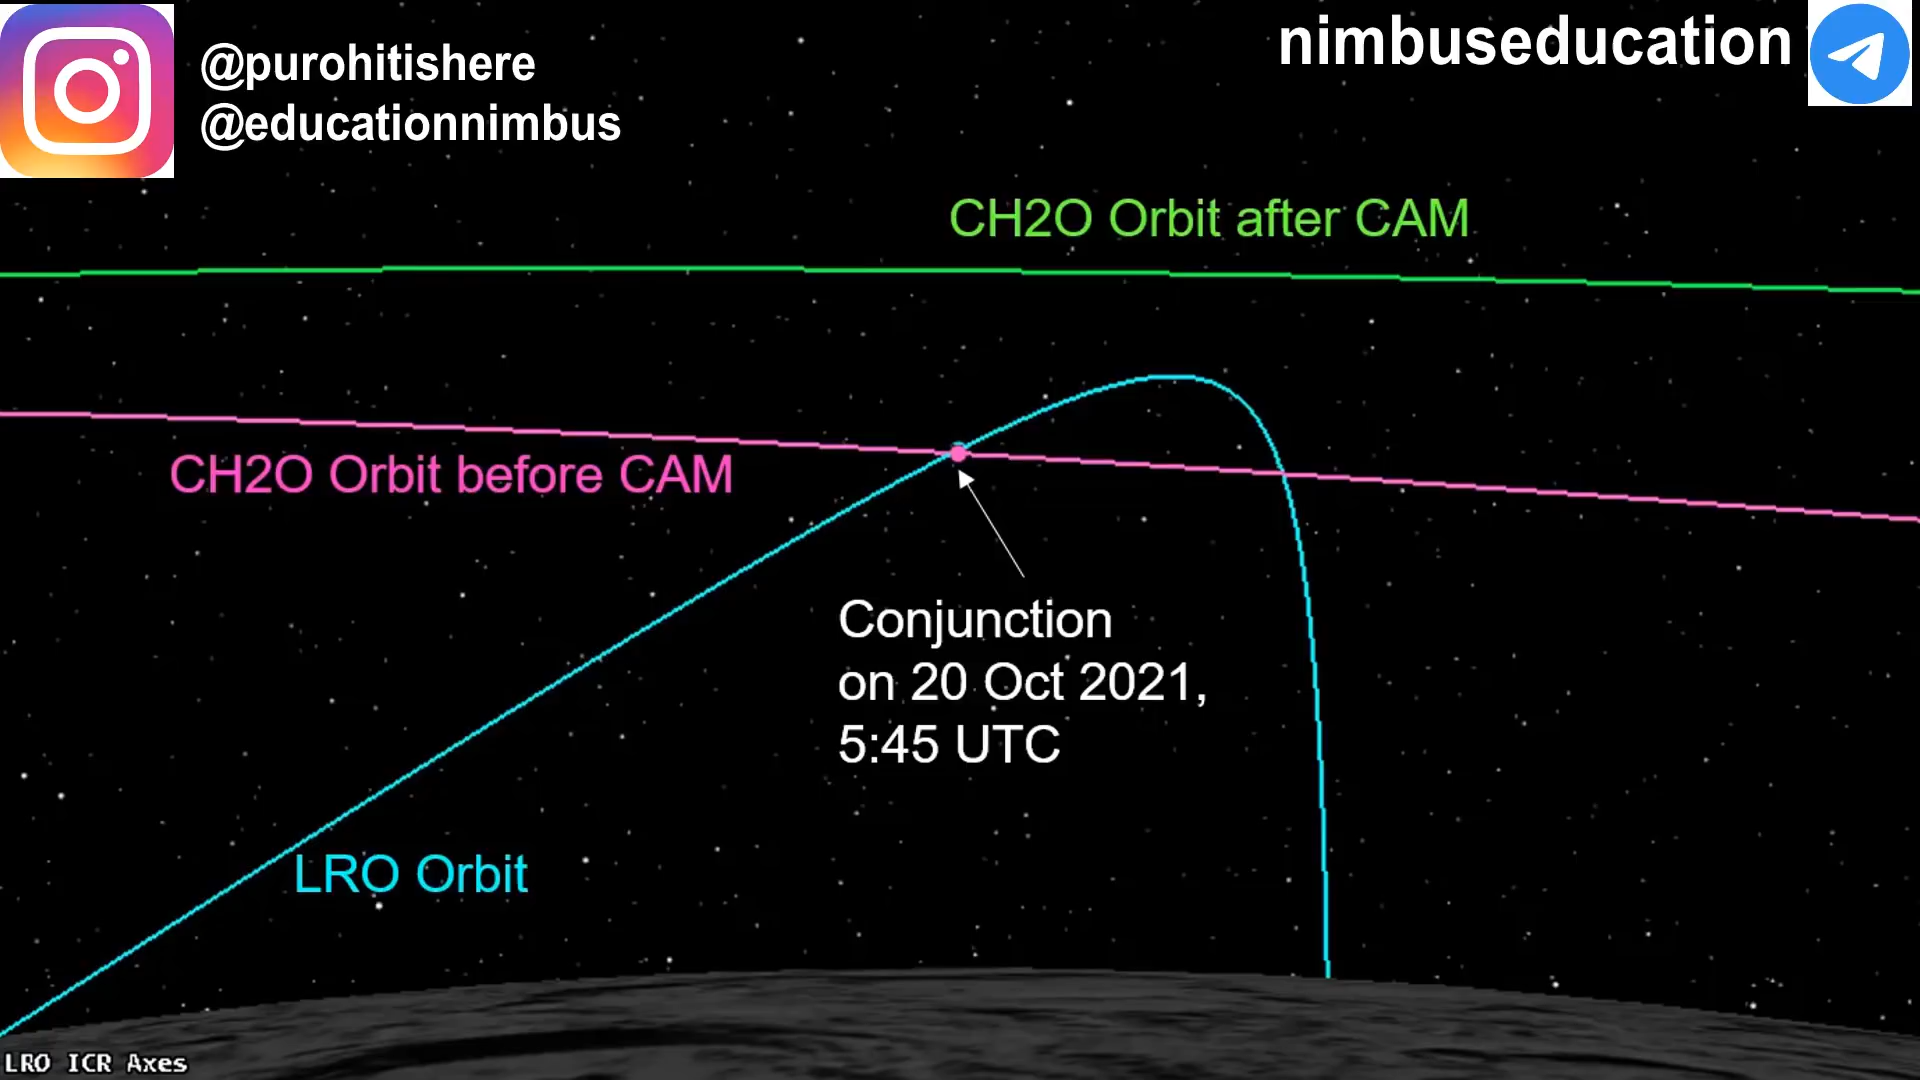 @purohitishere
@educationnimbus
nimbuseducation
CH2O Orbit after CAM
CH2O Orbit before CAM
Conjunction
on 20 Oct 2021,
5:45 UTC
LRO Orbit
LRO ICR Axes